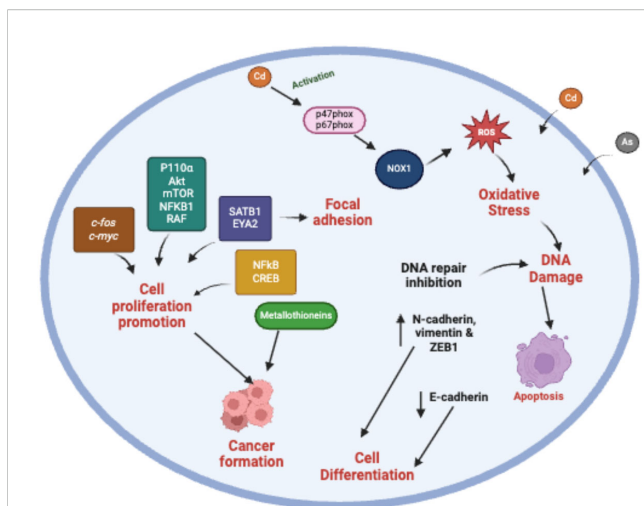 Cd
Activation
p47phox
p67phox
NOX1
ROS
Cd
As
Oxidative
Stress
P110α
Akt
mTOR
NFKB1
RAF
c-fos
c-myc
SATB1
EYA2
Focal
adhesion
NFkB
CREB
Cell
proliferation
promotion
Metallothioneins
DNA repair
inhibition
DNA
Damage
N-cadherin,
vimentin &
ZEB1
E-cadherin
Apoptosis
Cancer
formation
Cell
Differentiation